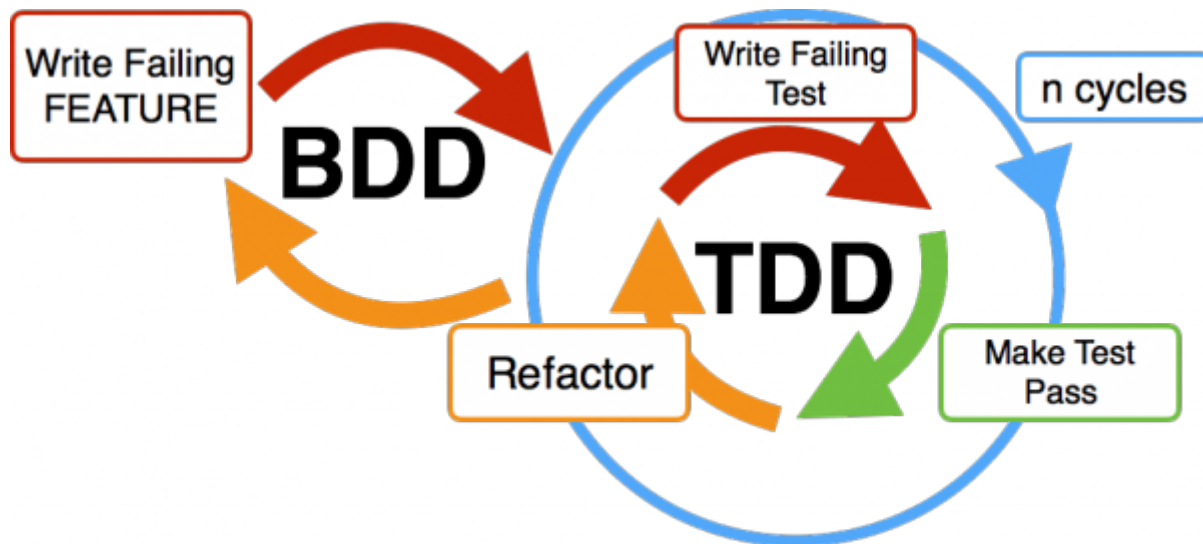 Write Failing
FEATURE
BDD
Write Failing
Test
n cycles
TDD
Refactor
Make Test
Pass